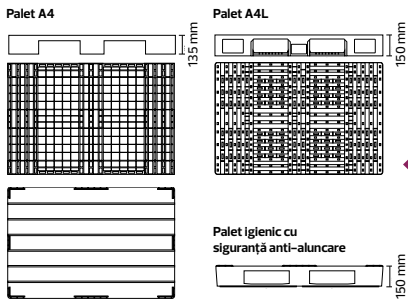 Palet A4
135 mm
Palet A4L
150 mm
Palet igienic cu
siguranță anti-aluncare
150 mm